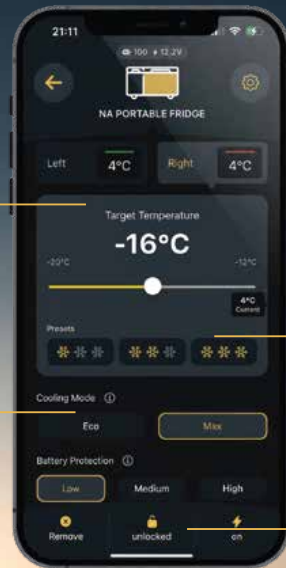 21:11
100 12.2V
NA PORTABLE FRIDGE
Left 4°C Right 4°C
Target Temperature
-16°C
-20°C -12°C
4°C
Current
Presets
Cooling Mode
Eco Max
Battery Protection
Low Medium High
Remove unlocked on